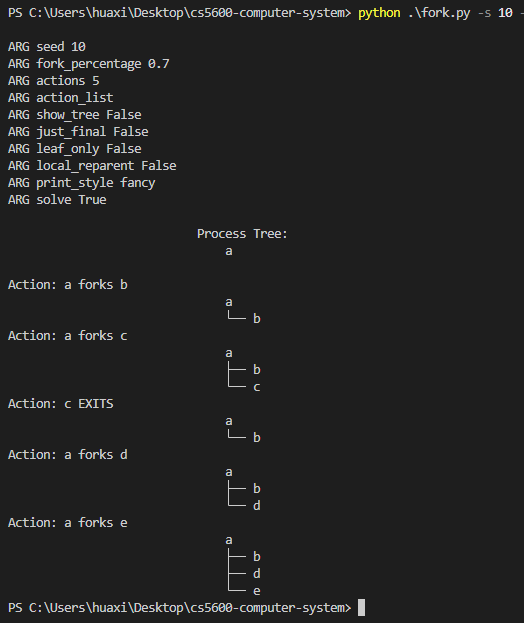 PS C:\Users\huaxi\Desktop\cs5600-computer-system> python .\fork.py -s 10 -
ARG seed 10
ARG fork_percentage 0.7
ARG actions 5
ARG action_list
ARG show_tree False
ARG just_final False
ARG leaf_only False
ARG local_reparent False
ARG print_style fancy
ARG solve True
Process Tree:
a
Action: a forks b
a
└── b
Action: a forks c
a
├── b
└── c
Action: c EXITS
a
└── b
Action: a forks d
a
├── b
└── d
Action: a forks e
a
├── b
├── d
└── e
PS C:\Users\huaxi\Desktop\cs5600-computer-system>